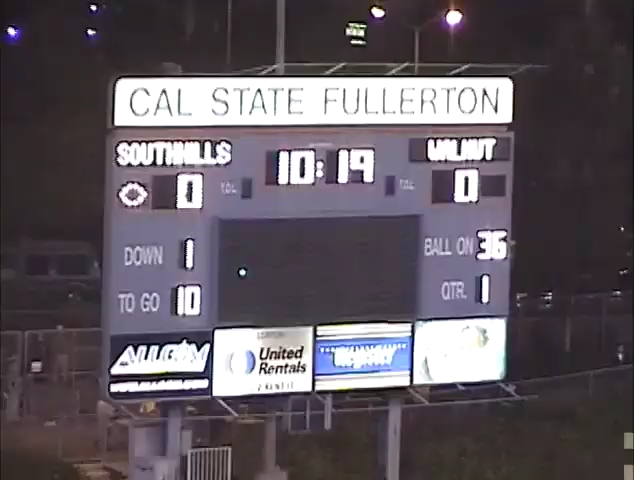 CAL STATE FULLERTON
SOUTHHILLS 10:19 WALNUT
0 T.O.L. T.O.L. 0
DOWN 1 BALL ON 36
TO GO 10 QTR. 1
ALLCOM
United
Rentals